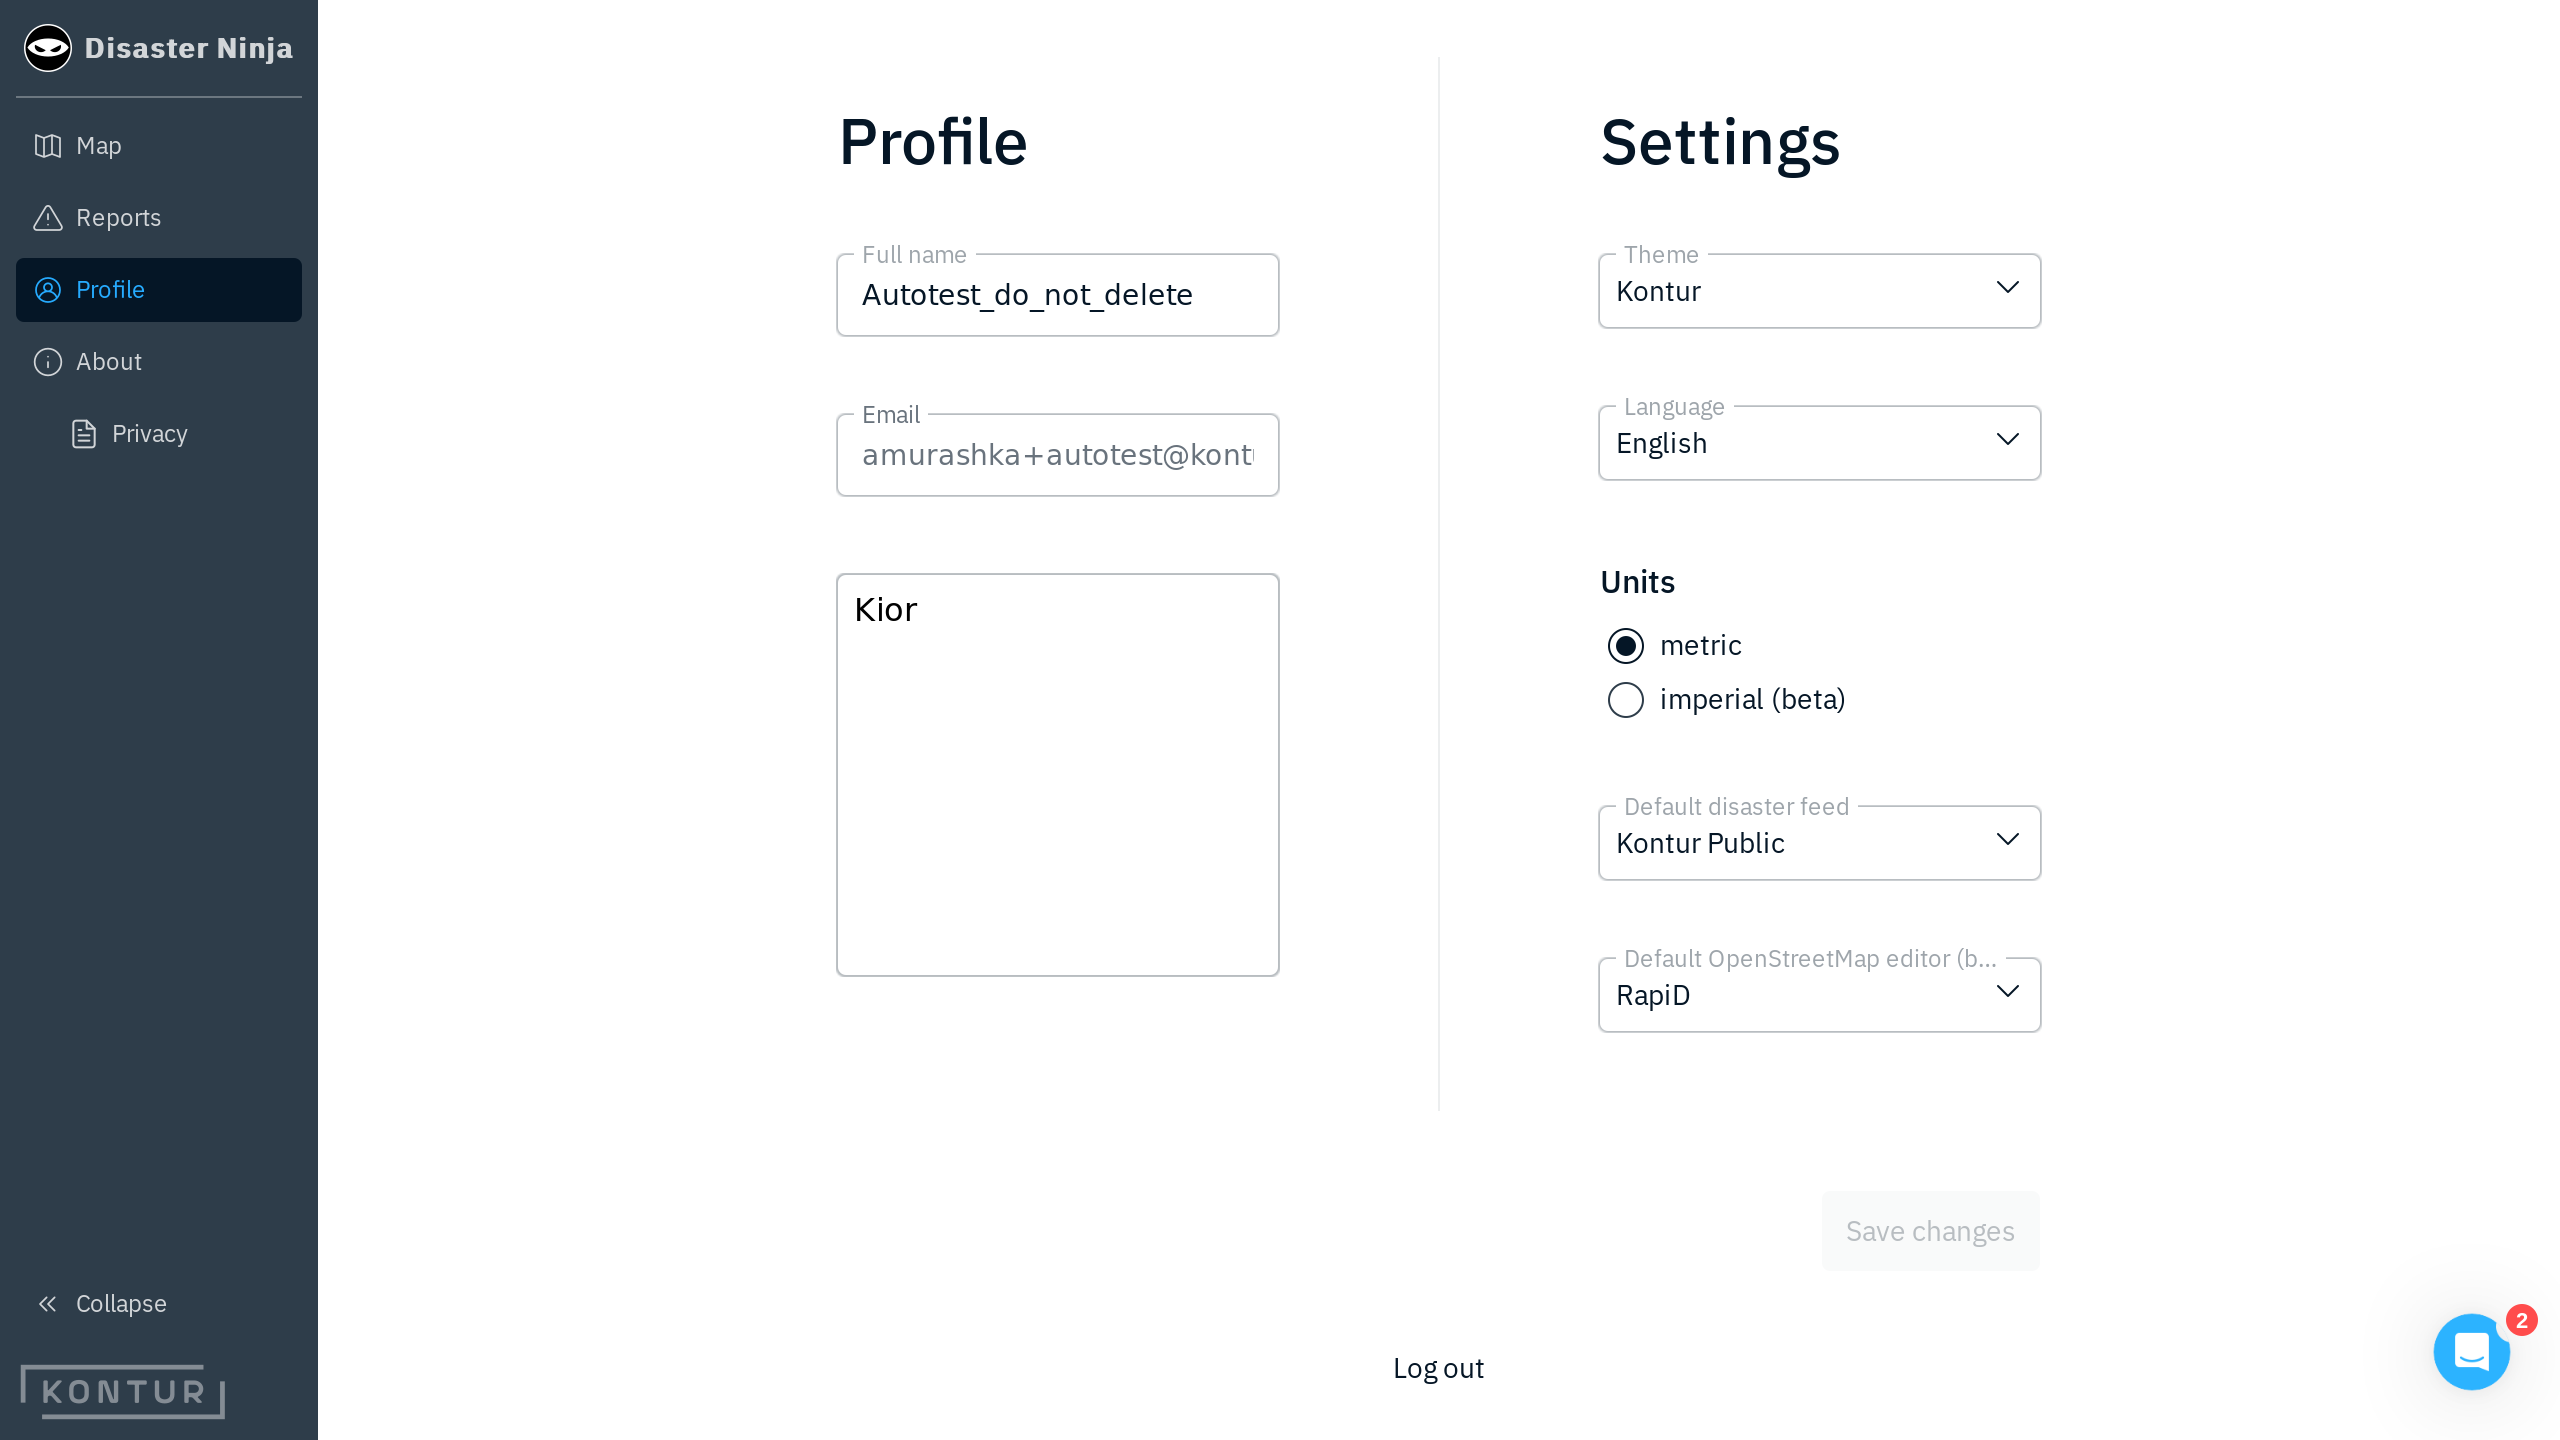 Disaster Ninja
Map
Reports
Profile
About
Privacy
Collapse
KONTUR
Profile
Full name
Autotest_do_not_delete
Email
amurashka+autotest@kont
Kior
Settings
Theme
Kontur
Language
English
Units
metric
imperial (beta)
Default disaster feed
Kontur Public
Default OpenStreetMap editor (b...
RapiD
Save changes
Log out
2